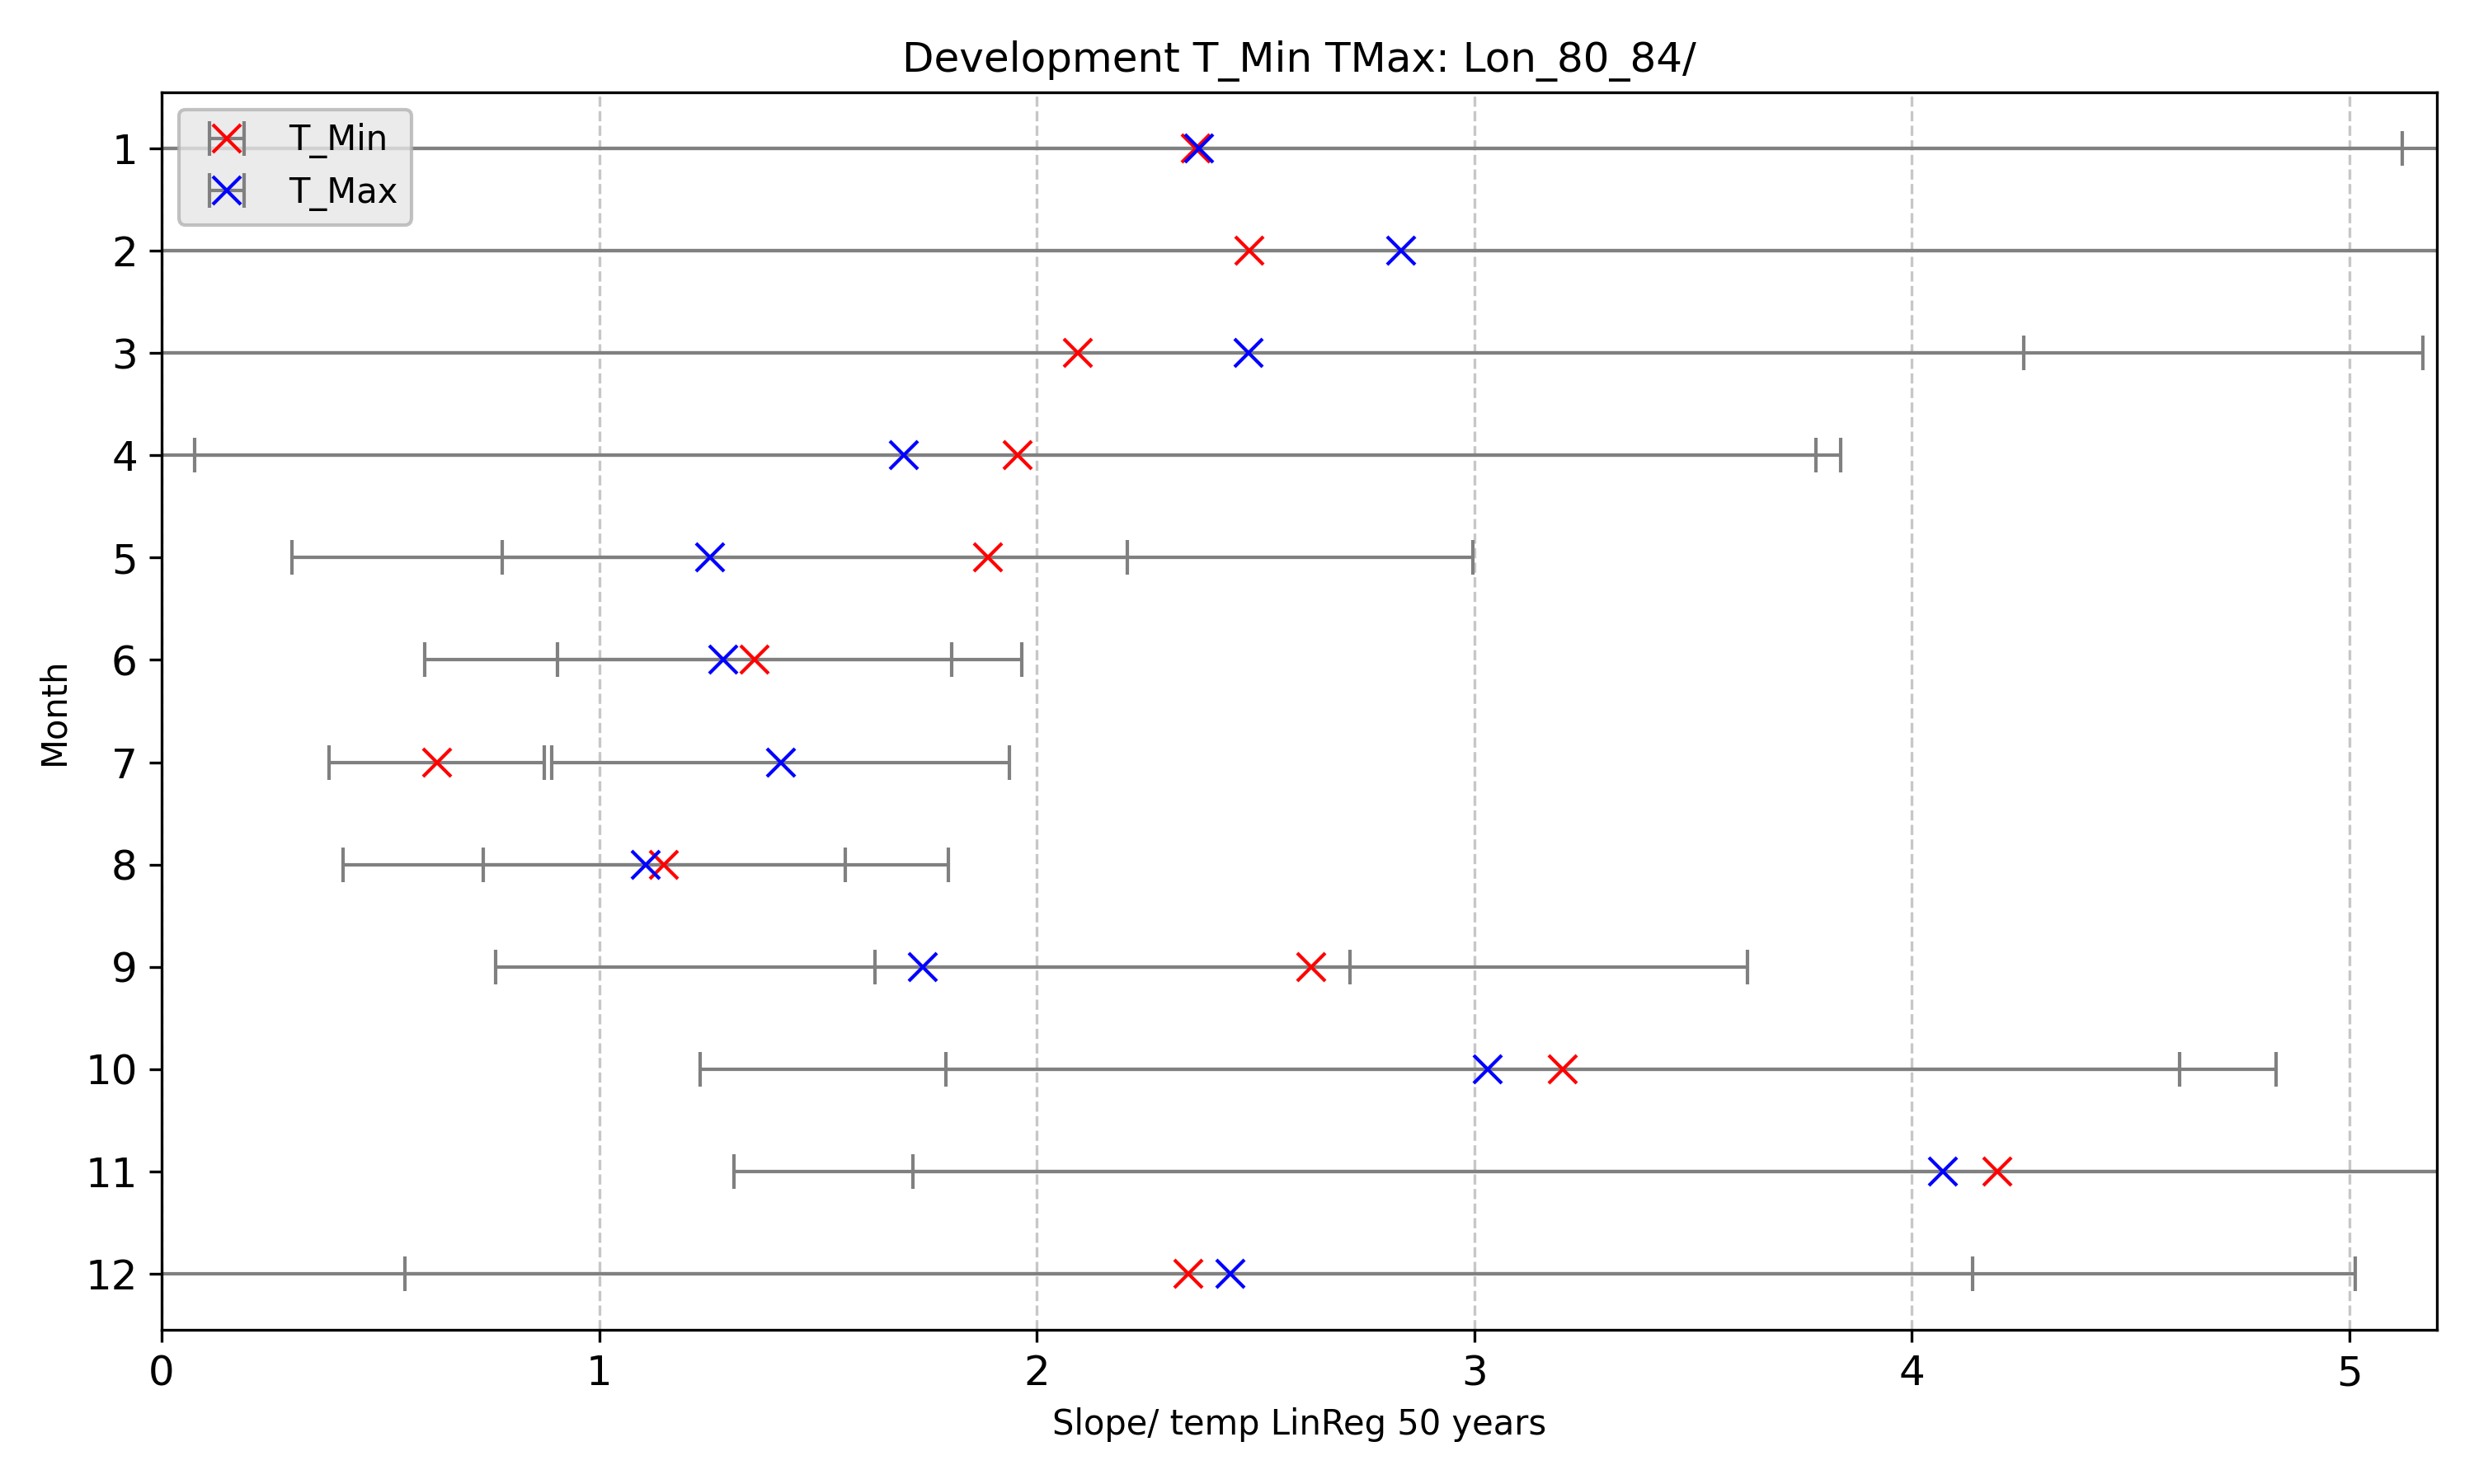 Development T_Min TMax: Lon_80_84/
T_Min
T_Max
1
2
3
4
5
6
7
8
9
10
11
12
Month
0 1 2 3 4 5
Slope/ temp LinReg 50 years